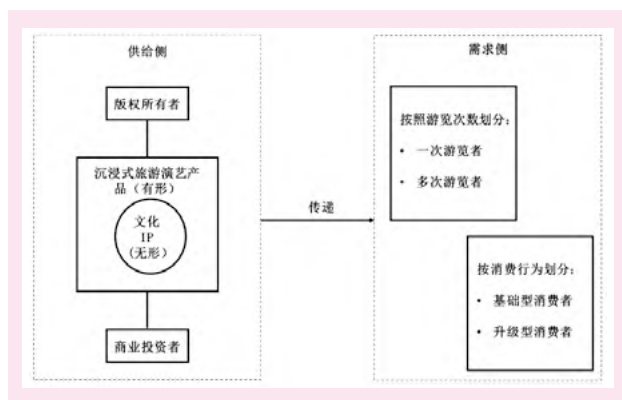 供给侧
版权所有者
沉浸式旅游演艺产
品（有形）
文化
IP
(无形)
商业投资者
传递
需求侧
按照游览次数划分：
• 一次游览者
• 多次游览者
按消费行为划分：
• 基础型消费者
• 升级型消费者